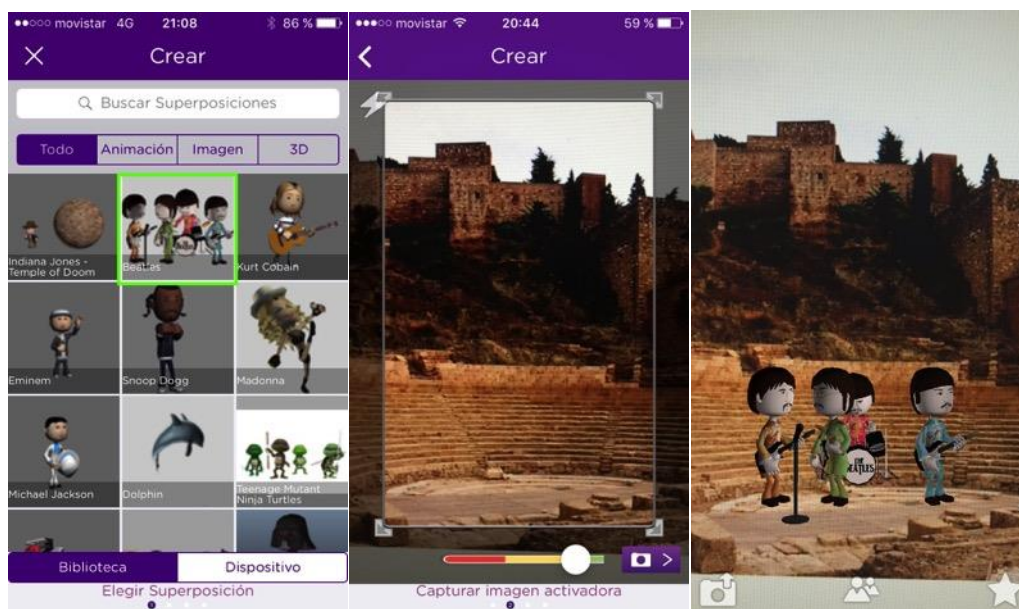 movistar 4G 21:08 86 %
Crear
Buscar Superposiciones
Todo Animación Imagen 3D
Indiana Jones -
Temple of Doom
Beatles
Kurt Cobain
Eminem
Snoop Dogg
Madonna
Michael Jackson
Dolphin
Teenage Mutant
Ninja Turtles
Biblioteca Dispositivo
Elegir Superposición
1
movistar 20:44 59 %
Crear
Capturar imagen activadora
2
THE
BEATLES